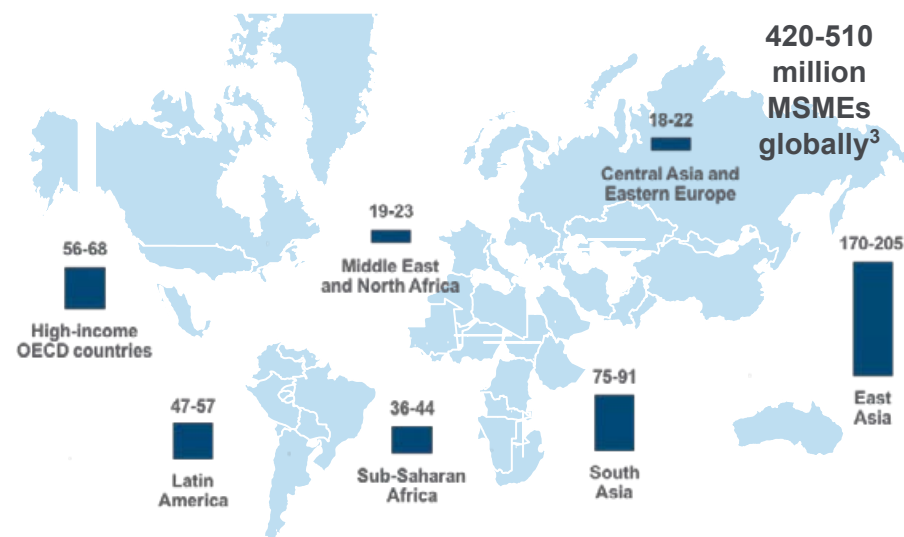 420-510
million
MSMEs
globally³
18-22
Central Asia and
Eastern Europe
19-23
Middle East
and North Africa
56-68
High-income
OECD countries
170-205
East
Asia
47-57
Latin
America
36-44
Sub-Saharan
Africa
75-91
South
Asia